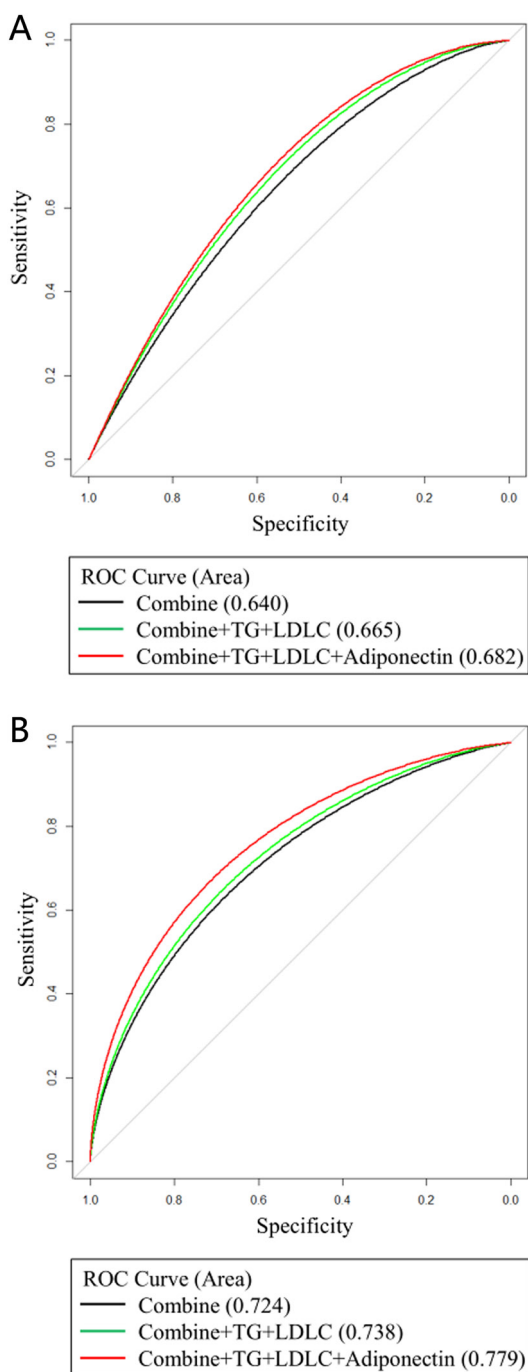 A
1.0
0.8
0.6
0.4
0.2
0.0
Sensitivity
1.0 0.8 0.6 0.4 0.2 0.0
Specificity
ROC Curve (Area)
Combine (0.640)
Combine+TG+LDLC (0.665)
Combine+TG+LDLC+Adiponectin (0.682)
B
1.0
0.8
0.6
0.4
0.2
0.0
Sensitivity
1.0 0.8 0.6 0.4 0.2 0.0
Specificity
ROC Curve (Area)
Combine (0.724)
Combine+TG+LDLC (0.738)
Combine+TG+LDLC+Adiponectin (0.779)